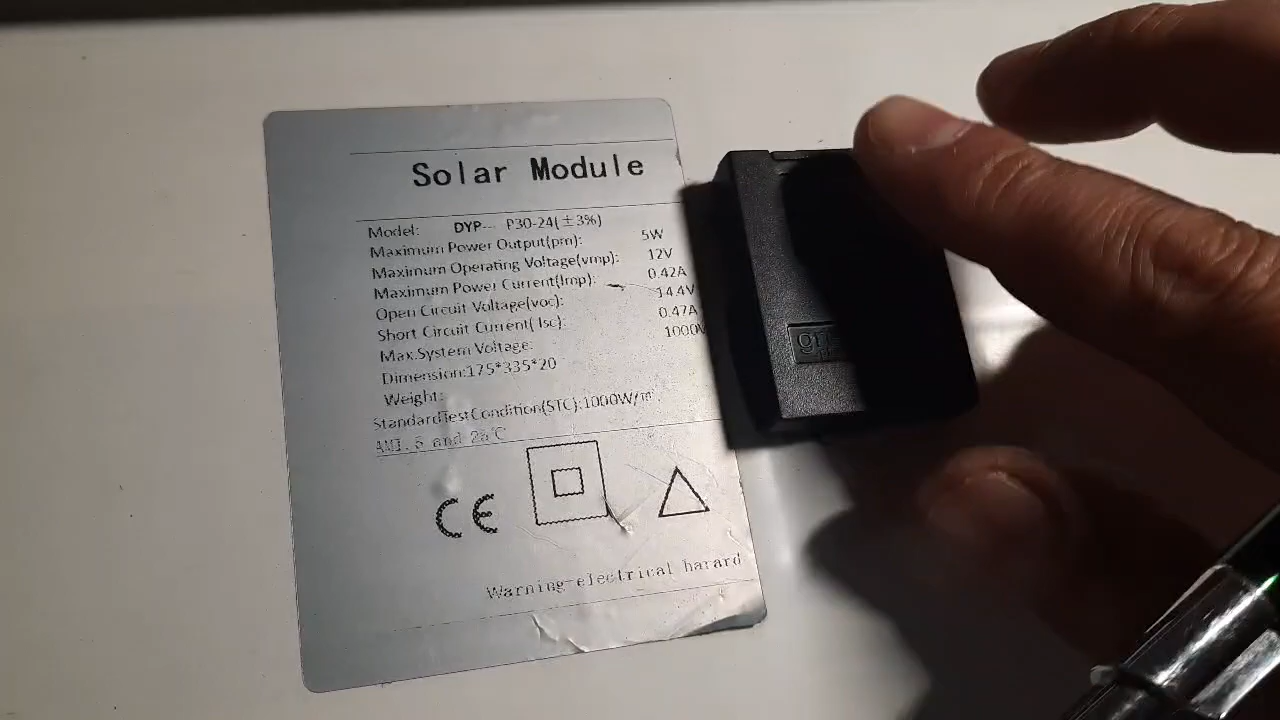 Solar Module
Model: DYP--- P30-24(±3%)
Maximum Power Output(pm): 5W
Maximum Operating Voltage(vmp): 12V
Maximum Power Current(Imp): 0.42A
Open Circuit Voltage(voc): 14.4V
Short Circuit Current( Isc): 0.47A
Max.System Voltage: 1000V
Dimension:175*335*20
Weight:
StandardTestCondition(STC):1000W/㎡,
AM1.5 and 25℃
CE
Warning-electrical harard